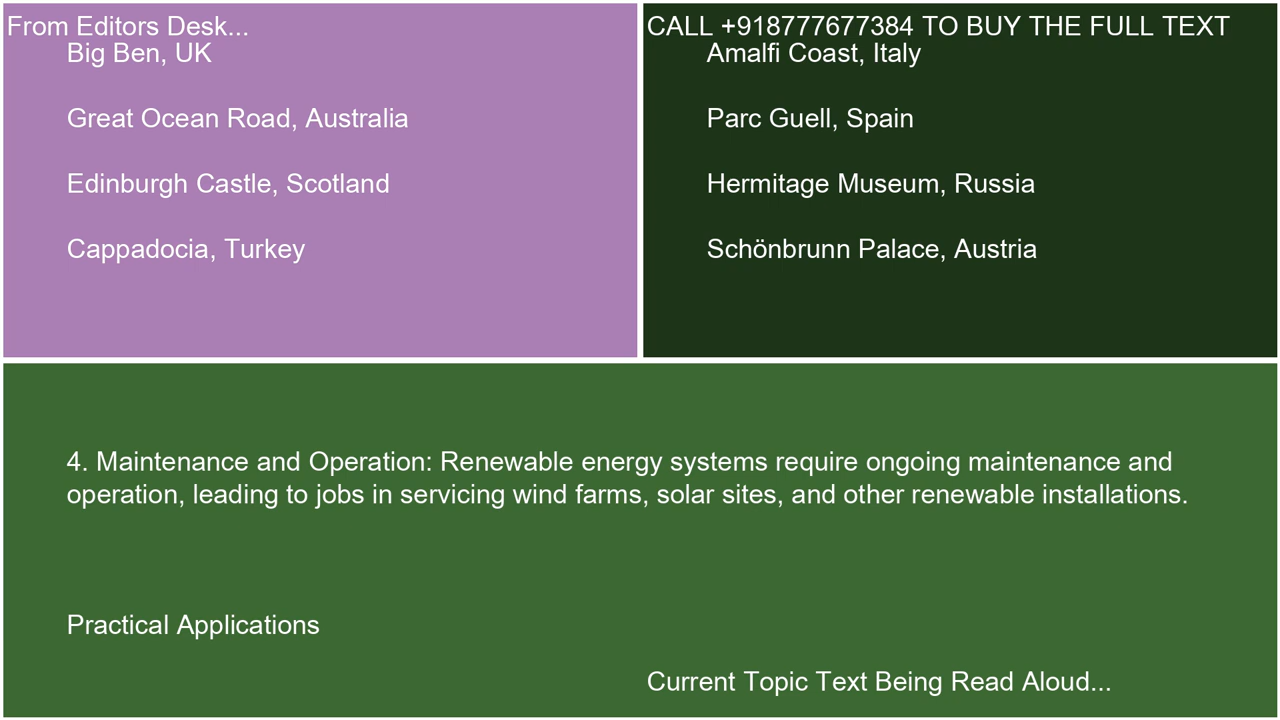 From Editors Desk...
Big Ben, UK
Great Ocean Road, Australia
Edinburgh Castle, Scotland
Cappadocia, Turkey
CALL +918777677384 TO BUY THE FULL TEXT
Amalfi Coast, Italy
Parc Guell, Spain
Hermitage Museum, Russia
Schönbrunn Palace, Austria
4. Maintenance and Operation: Renewable energy systems require ongoing maintenance and
operation, leading to jobs in servicing wind farms, solar sites, and other renewable installations.
Practical Applications
Current Topic Text Being Read Aloud...